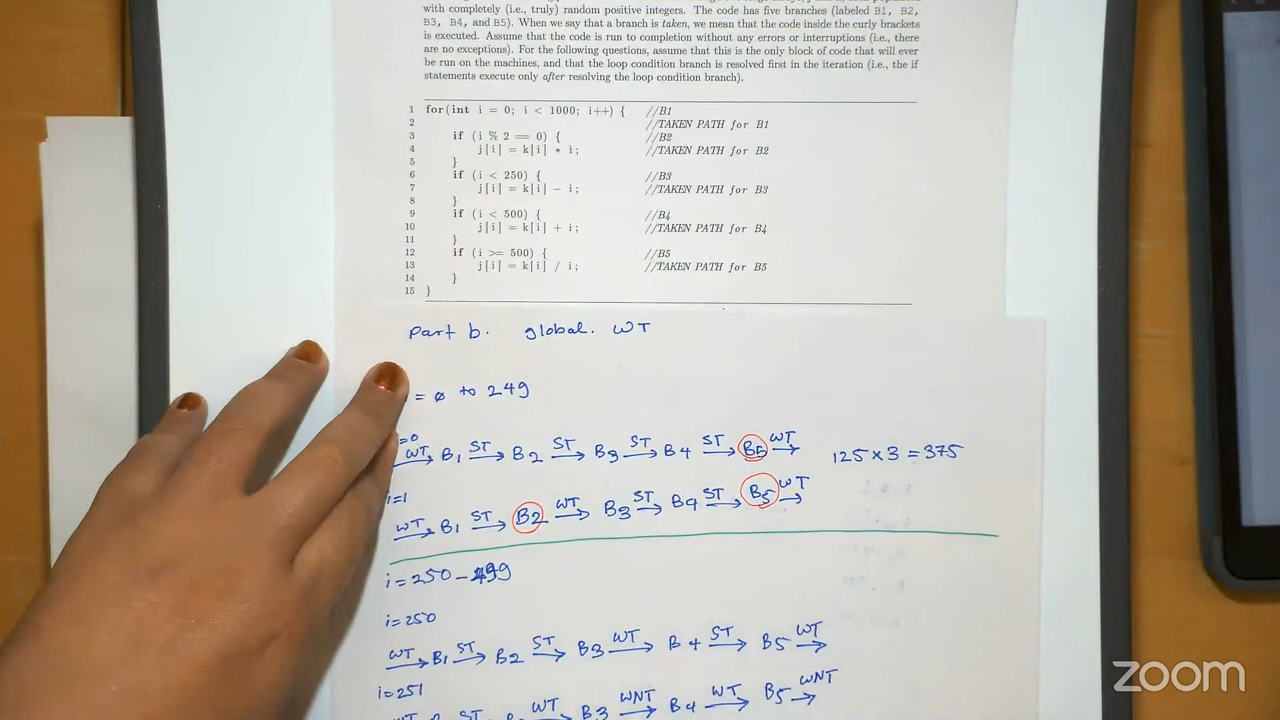 with completely (i.e., truly) random positive integers. The code has five branches (labeled B1, B2,
B3, B4, and B5). When we say that a branch is taken, we mean that the code inside the curly brackets
is executed. Assume that the code is run to completion without any errors or interruptions (i.e., there
are no exceptions). For the following questions, assume that this is the only block of code that will ever
be run on the machines, and that the loop condition branch is resolved first in the iteration (i.e., the if
statements execute only after resolving the loop condition branch).
1 for(int i = 0; i < 1000; i++) { //B1
2 //TAKEN PATH for B1
3 if (i % 2 == 0) { //B2
4 j[i] = k[i] * i; //TAKEN PATH for B2
5 }
6 if (i < 250) { //B3
7 j[i] = k[i] - i; //TAKEN PATH for B3
8 }
9 if (i < 500) { //B4
10 j[i] = k[i] + i; //TAKEN PATH for B4
11 }
12 if (i >= 500) { //B5
13 j[i] = k[i] / i; //TAKEN PATH for B5
14 }
15 }
Part b. global. WT
= ø to 249
=0
WT → B1 ST → B2 ST → B3 ST → B4 ST → B5 WT → 125 x 3 = 375
i=1
WT → B1 ST → B2 WT → B3 ST → B4 ST → B5 WT →
i = 250 - 499
i=250
WT → B1 ST → B2 ST → B3 WT → B4 ST → B5 WT →
i=251
WT ST WT → B3 WNT → B4 WT → B5 WNT →
zoom